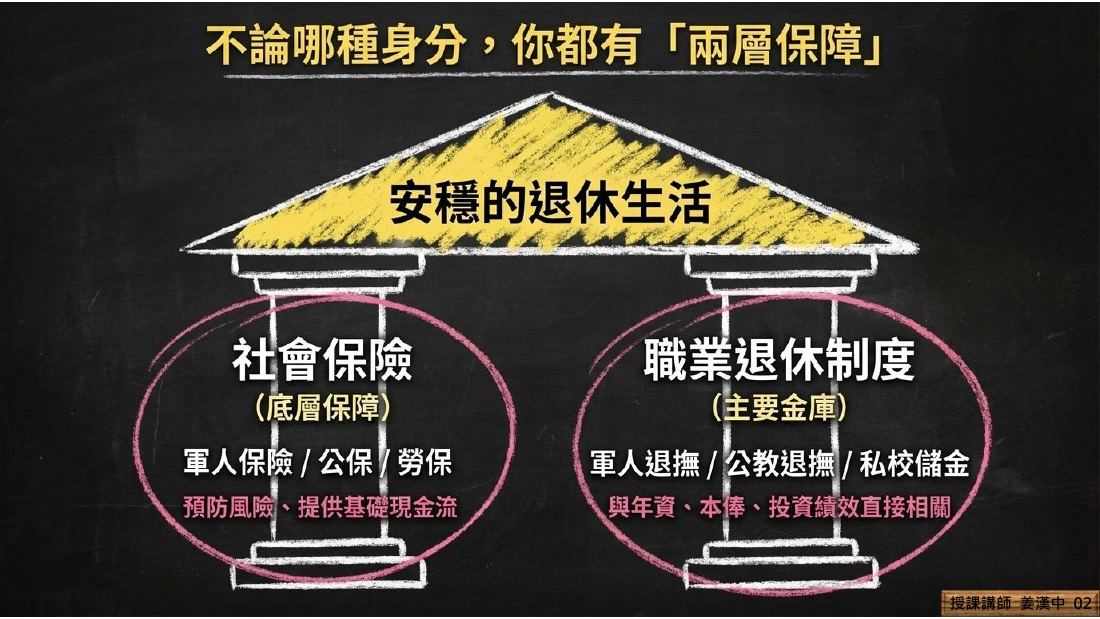 不論哪種身分，你都有「兩層保障」
安穩的退休生活
社會保險
（底層保障）
軍人保險 / 公保 / 勞保
預防風險、提供基礎現金流
職業退休制度
（主要金庫）
軍人退撫 / 公教退撫 / 私校儲金
與年資、本俸、投資績效直接相關
授課講師 姜漢中 02